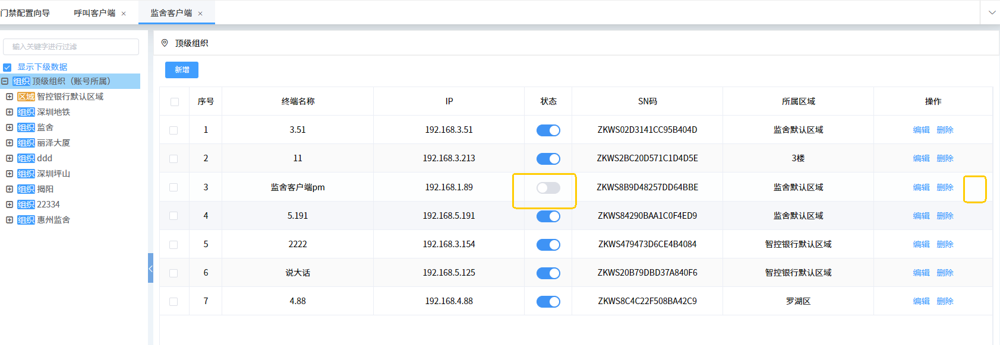 门禁配置向导 呼叫客户端 × 监舍客户端 ×
输入关键字进行过滤
显示下级数据
组织 顶级组织（账号所属）
区域 智控银行默认区域
组织 深圳地铁
组织 监舍
组织 丽泽大厦
组织 ddd
组织 深圳坪山
组织 揭阳
组织 22334
组织 惠州监舍
顶级组织
新增
序号 终端名称 IP 状态 SN码 所属区域 操作
1 3.51 192.168.3.51 ZKWS02D3141CC95B404D 监舍默认区域 编辑 删除
2 11 192.168.3.213 ZKWS2BC20D571C1D4D5E 3楼 编辑 删除
3 监舍客户端pm 192.168.1.89 ZKWS8B9D48257DD64BBE 监舍默认区域 编辑 删除
4 5.191 192.168.5.191 ZKWS84290BAA1C0F4ED9 监舍默认区域 编辑 删除
5 2222 192.168.3.154 ZKWS479473D6CE4B4084 智控银行默认区域 编辑 删除
6 说大话 192.168.5.125 ZKWS20B79DBD37A840F6 智控银行默认区域 编辑 删除
7 4.88 192.168.4.88 ZKWS8C4C22F508BA42C9 罗湖区 编辑 删除